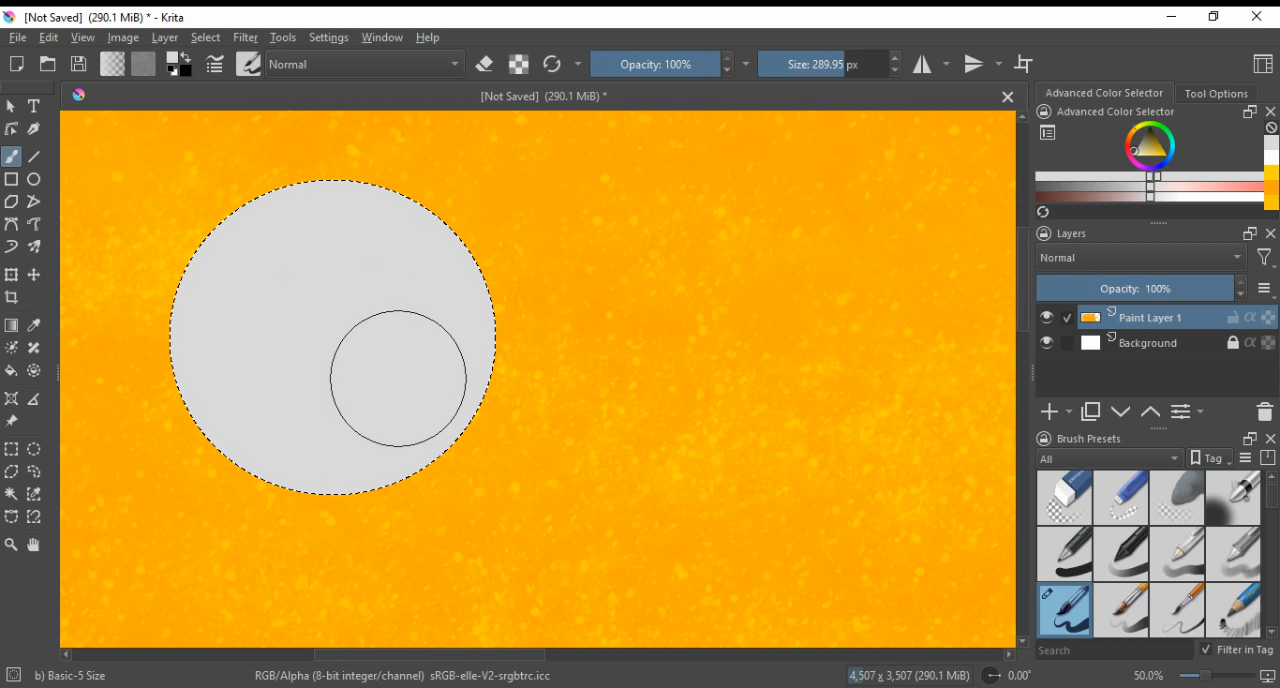 [Not Saved]  (290.1 MiB) * - Krita
File Edit View Image Layer Select Filter Tools Settings Window Help
Normal
Opacity: 100%
Size: 289.95 px
[Not Saved]  (290.1 MiB) *
Advanced Color Selector
Tool Options
Advanced Color Selector
Layers
Normal
Opacity:  100%
Paint Layer 1
Background
Brush Presets
All
Tag
Search
Filter in Tag
b) Basic-5 Size
RGB/Alpha (8-bit integer/channel)  sRGB-elle-V2-srgbtrc.icc
4,507 x 3,507 (290.1 MiB)
0.00°
50.0%